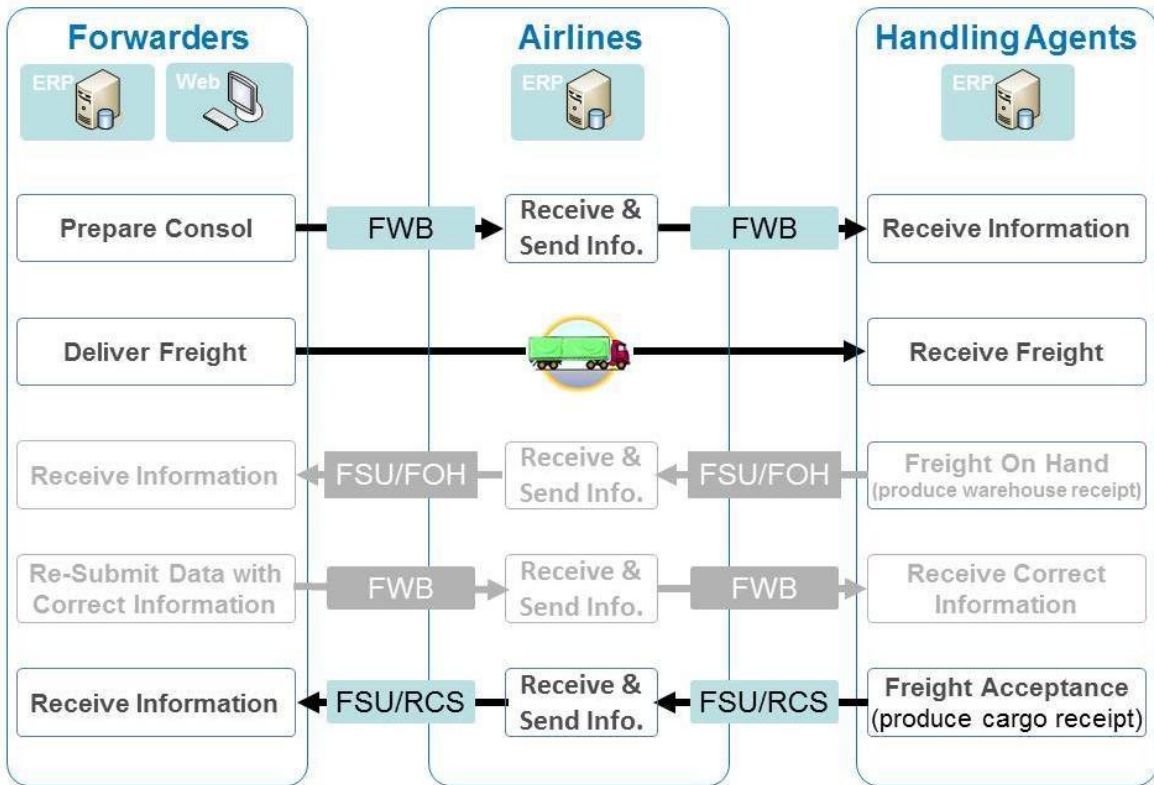 Forwarders
Airlines
Handling Agents
ERP
Web
ERP
ERP
Prepare Consol
FWB
Receive &
Send Info.
FWB
Receive Information
Deliver Freight
Receive Freight
Receive Information
FSU/FOH
Receive &
Send Info.
FSU/FOH
Freight On Hand
(produce warehouse receipt)
Re-Submit Data with
Correct Information
FWB
Receive &
Send Info.
FWB
Receive Correct
Information
Receive Information
FSU/RCS
Receive &
Send Info.
FSU/RCS
Freight Acceptance
(produce cargo receipt)